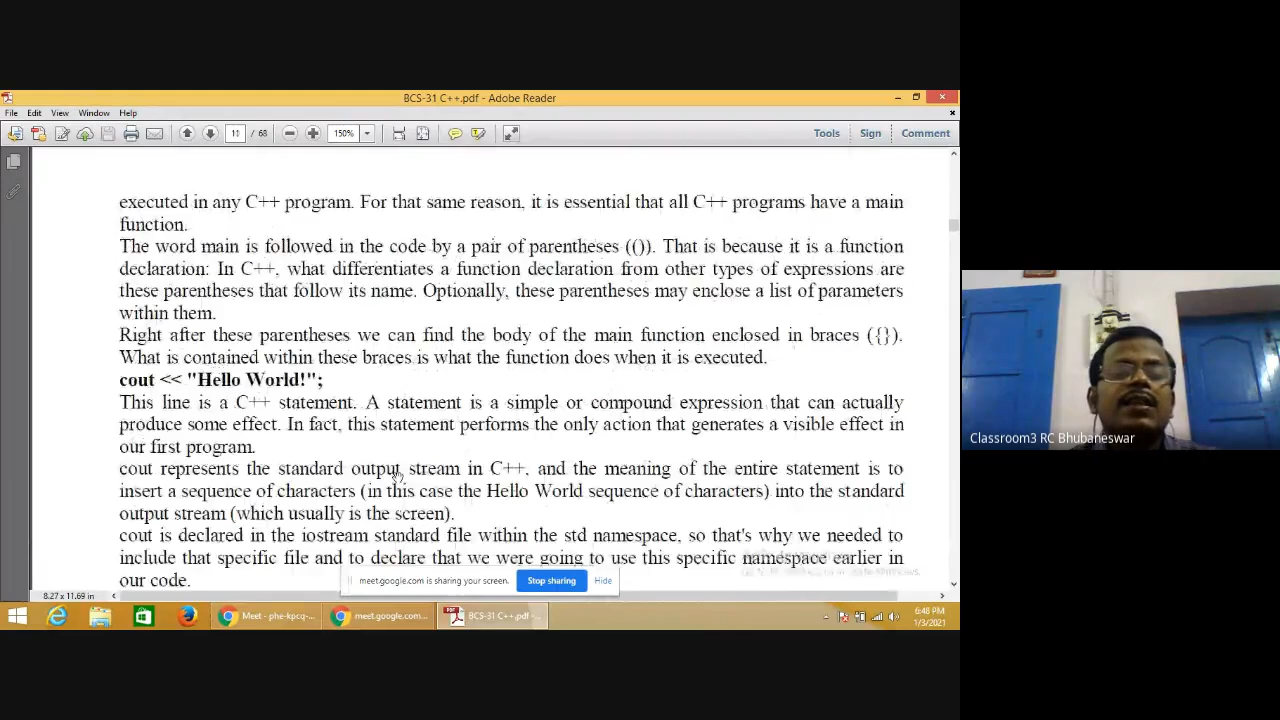 BCS-31 C++.pdf - Adobe Reader
File Edit View Window Help
11 / 68 150% Tools Sign Comment
executed in any C++ program. For that same reason, it is essential that all C++ programs have a main
function.
The word main is followed in the code by a pair of parentheses (()). That is because it is a function
declaration: In C++, what differentiates a function declaration from other types of expressions are
these parentheses that follow its name. Optionally, these parentheses may enclose a list of parameters
within them.
Right after these parentheses we can find the body of the main function enclosed in braces ({}).
What is contained within these braces is what the function does when it is executed.
cout << "Hello World!";
This line is a C++ statement. A statement is a simple or compound expression that can actually
produce some effect. In fact, this statement performs the only action that generates a visible effect in
our first program.
cout represents the standard output stream in C++, and the meaning of the entire statement is to
insert a sequence of characters (in this case the Hello World sequence of characters) into the standard
output stream (which usually is the screen).
cout is declared in the iostream standard file within the std namespace, so that's why we needed to
include that specific file and to declare that we were going to use this specific namespace earlier in
our code.
meet.google.com is sharing your screen. Stop sharing Hide
8.27 x 11.69 in
Meet - phe-kpcq-... meet.google.com... BCS-31 C++.pdf -... 6:48 PM
1/3/2021
Classroom3 RC Bhubaneswar